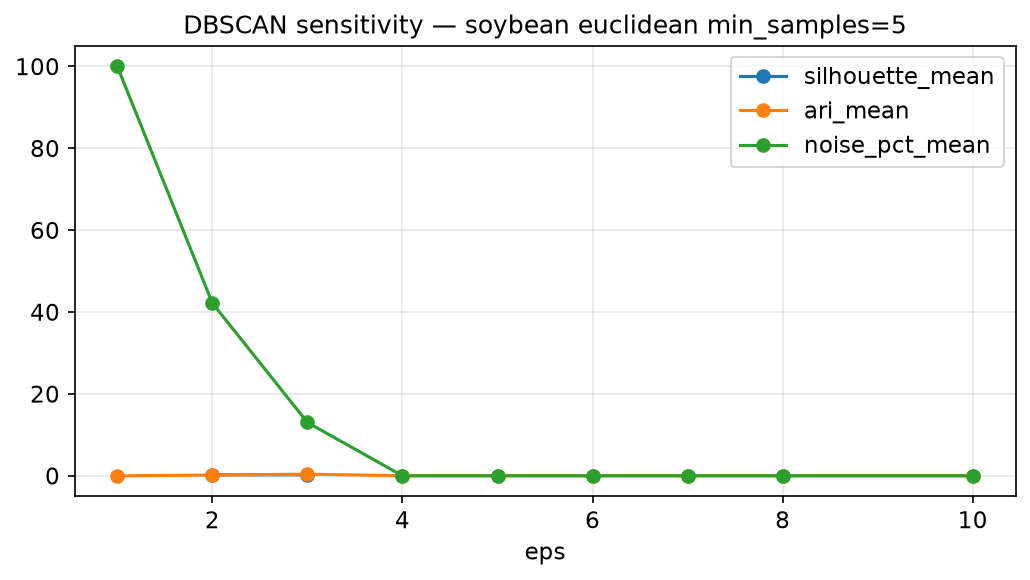 DBSCAN sensitivity — soybean euclidean min_samples=5
silhouette_mean
ari_mean
noise_pct_mean
100
80
60
40
20
0
2 4 6 8 10
eps